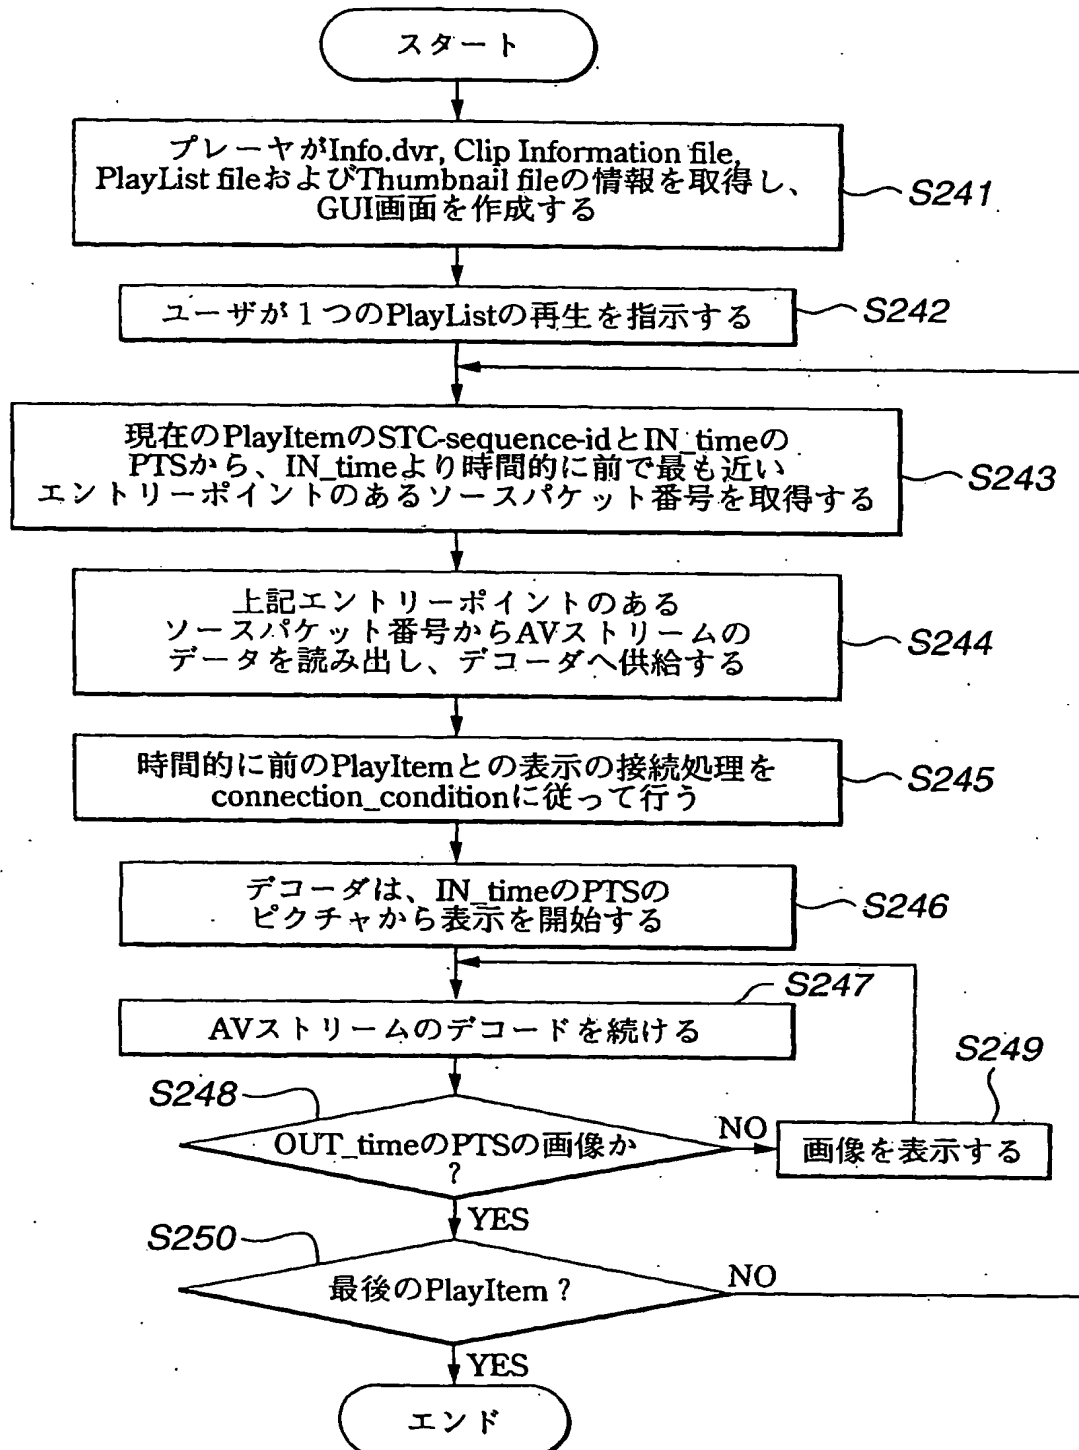 スタート
プレーヤがInfo.dvr, Clip Information file,
PlayList fileおよびThumbnail fileの情報を取得し、
GUI画面を作成する
S241
ユーザが1つのPlayListの再生を指示する
S242
現在のPlayItemのSTC-sequence-idとIN_timeの
PTSから、IN_timeより時間的に前で最も近い
エントリーポイントのあるソースパケット番号を取得する
S243
上記エントリーポイントのある
ソースパケット番号からAVストリームの
データを読み出し、デコーダへ供給する
S244
時間的に前のPlayItemとの表示の接続処理を
connection_conditionに従って行う
S245
デコーダは、IN_timeのPTSの
ピクチャから表示を開始する
S246
S247
AVストリームのデコードを続ける
S248
OUT_timeのPTSの画像か
?
NO
S249
画像を表示する
YES
S250
最後のPlayItem?
NO
YES
エンド